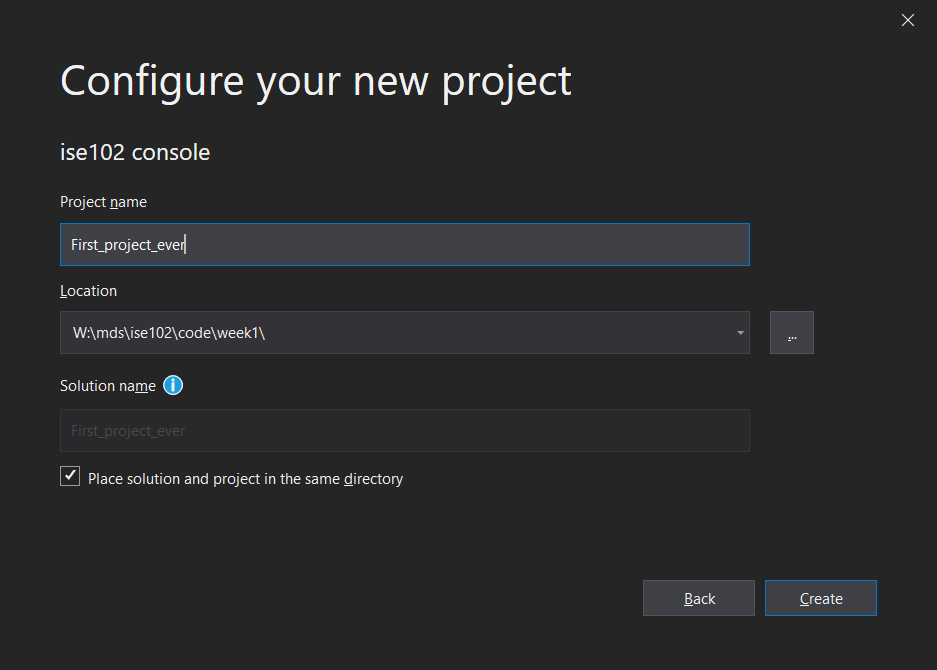 Configure your new project
ise102 console
Project name
First_project_ever
Location
W:\mds\ise102\code\week1\
...
Solution name
First_project_ever
Place solution and project in the same directory
Back
Create